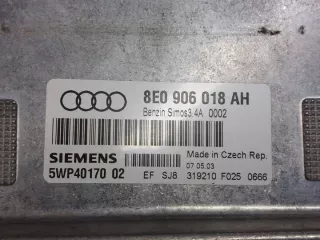 8E0 906 018 AH
Benzin Simos3.4A 0002
SIEMENS
Made in Czech Rep.
07.05.03
5WP40170 02
EF SJ8 319210 F025 0666